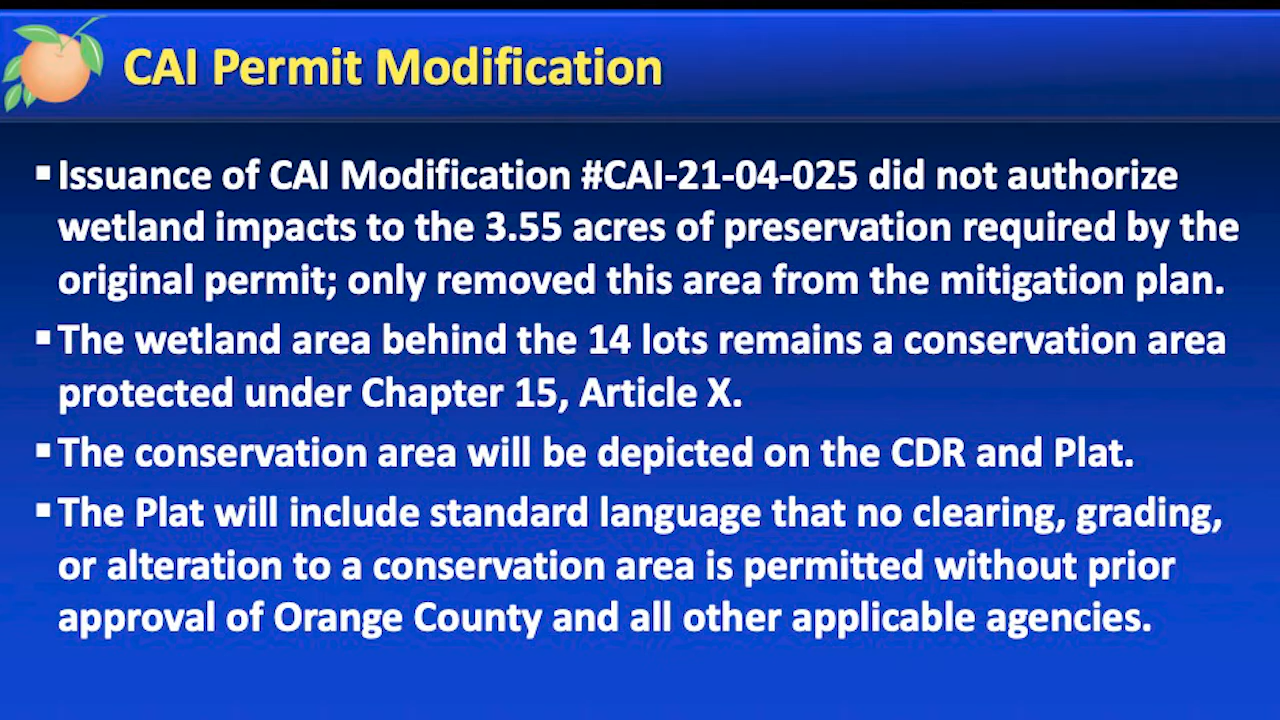 CAI Permit Modification
▪Issuance of CAI Modification #CAI-21-04-025 did not authorize
wetland impacts to the 3.55 acres of preservation required by the
original permit; only removed this area from the mitigation plan.
▪The wetland area behind the 14 lots remains a conservation area
protected under Chapter 15, Article X.
▪The conservation area will be depicted on the CDR and Plat.
▪The Plat will include standard language that no clearing, grading,
or alteration to a conservation area is permitted without prior
approval of Orange County and all other applicable agencies.